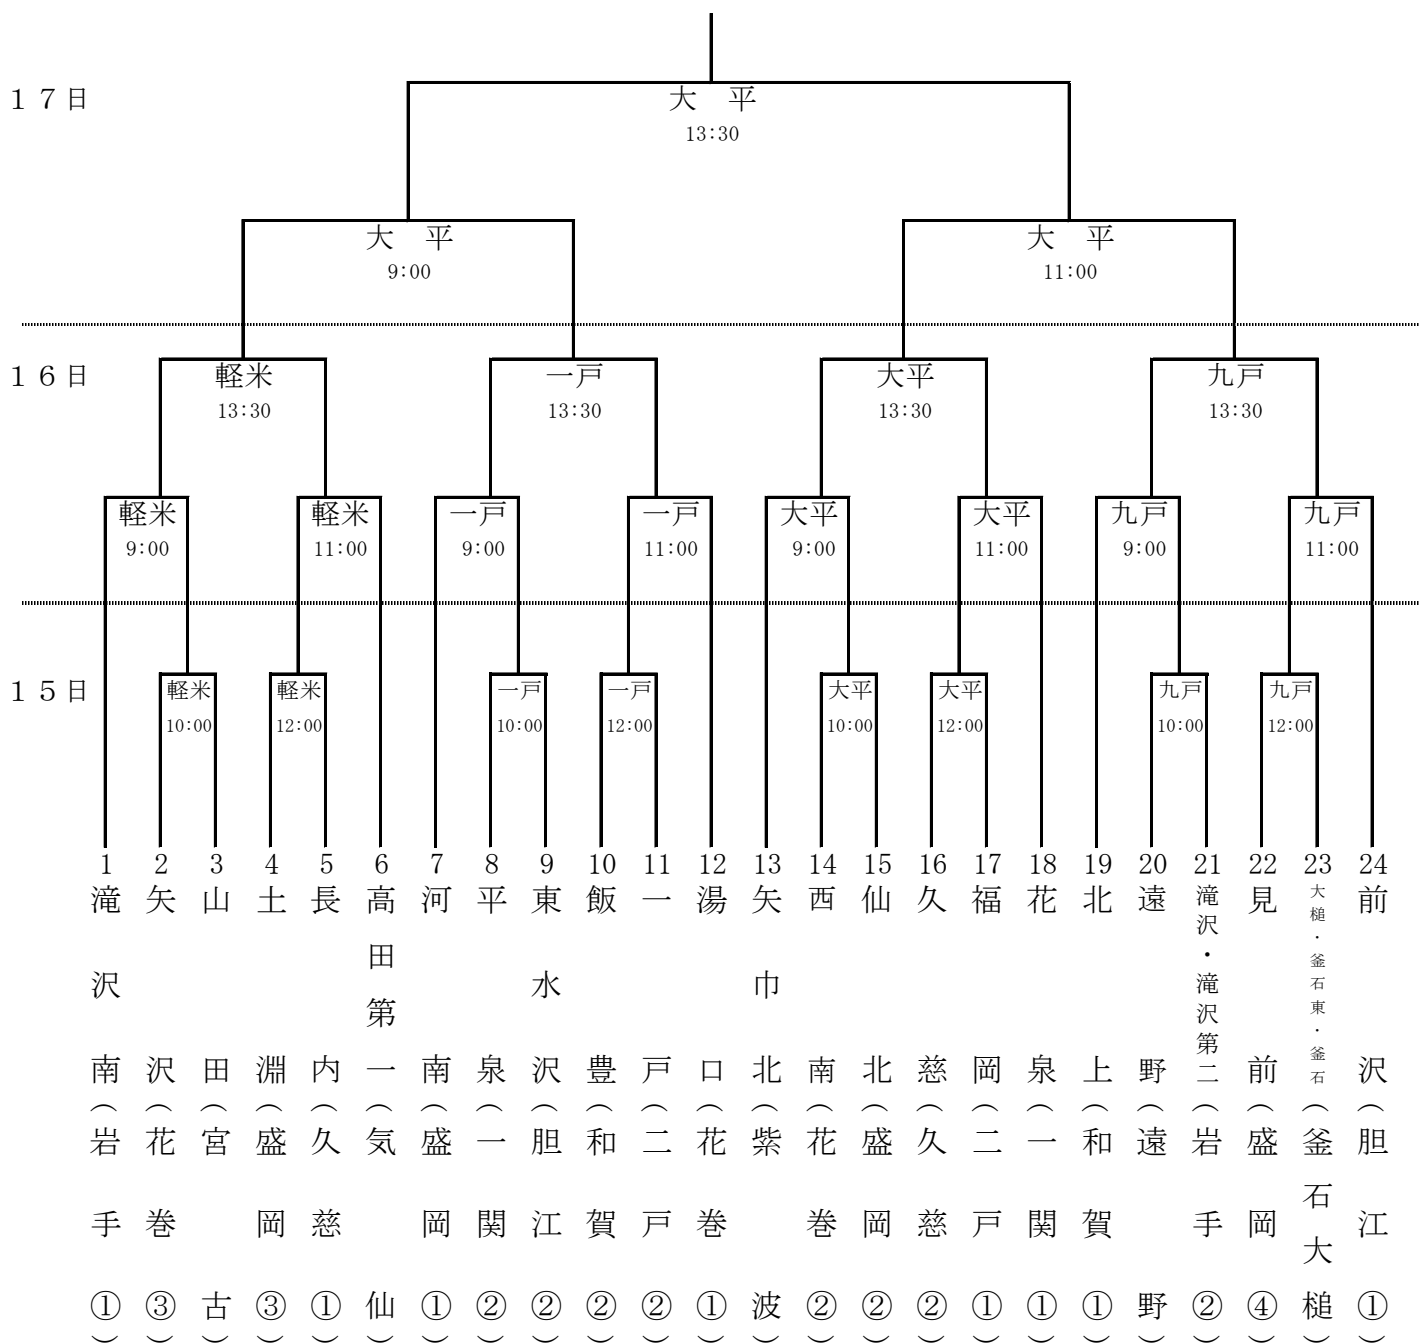 １７日
大　平
13:30
大　平
9:00
大　平
11:00
１６日
軽米
13:30
一戸
13:30
大平
13:30
九戸
13:30
軽米
9:00
軽米
11:00
一戸
9:00
一戸
11:00
大平
9:00
大平
11:00
九戸
9:00
九戸
11:00
１５日
軽米
10:00
軽米
12:00
一戸
10:00
一戸
12:00
大平
10:00
大平
12:00
九戸
10:00
九戸
12:00
1 滝沢南（岩手①）
2 矢沢（花巻③）
3 山田（宮古）
4 土淵（盛岡③）
5 長内（久慈①）
6 高田第一（気仙）
7 河南（盛岡①）
8 平泉（一関②）
9 東水沢（胆江②）
10 飯豊（和賀②）
11 一戸（二戸②）
12 湯口（花巻①）
13 矢巾北（紫波）
14 西南（花巻②）
15 仙北（盛岡②）
16 久慈（久慈②）
17 福岡（二戸①）
18 花泉（一関①）
19 北上（和賀①）
20 遠野（遠野）
21 滝沢・滝沢第二（岩手②）
22 見前（盛岡④）
23 大槌・釜石東・釜石（釜石大槌）
24 前沢（胆江①）